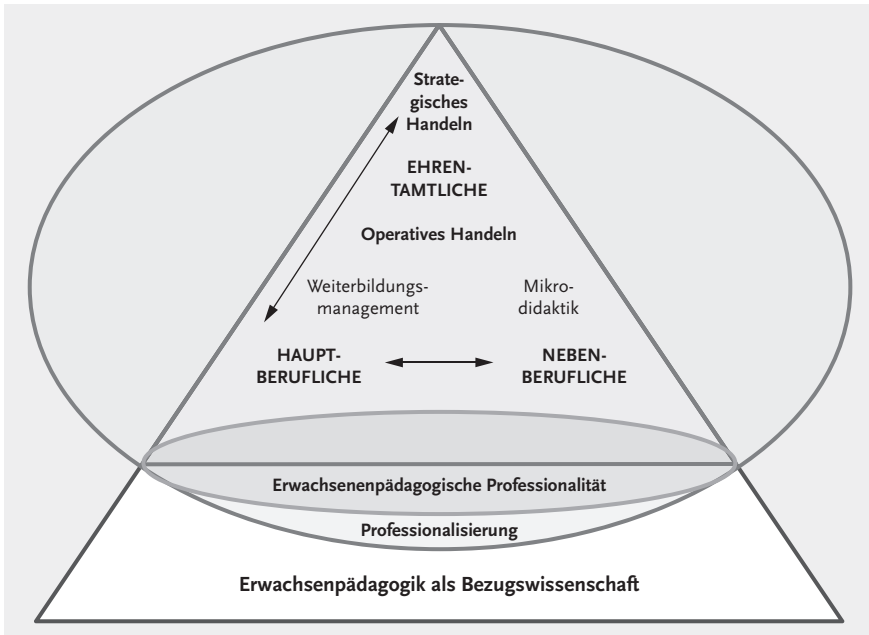 Strate-
gisches
Handeln
EHREN-
TAMTLICHE
Operatives Handeln
Weiterbildungs-
management
Mikro-
didaktik
HAUPT-
BERUFLICHE
NEBEN-
BERUFLICHE
Erwachsenenpädagogische Professionalität
Professionalisierung
Erwachsenpädagogik als Bezugswissenschaft